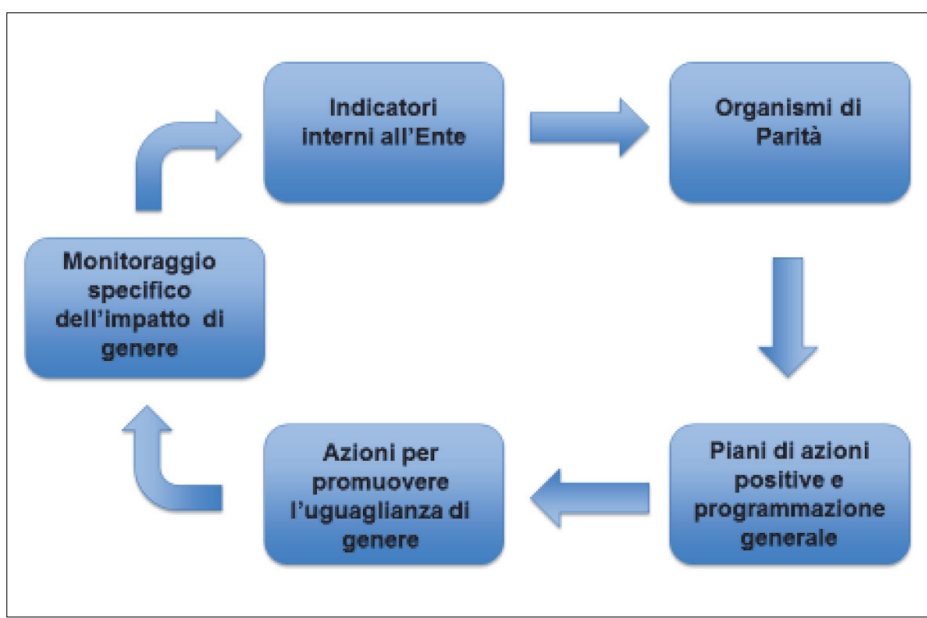 Indicatori
interni all'Ente
Organismi di
Parità
Piani di azioni
positive e
programmazione
generale
Azioni per
promuovere
l'uguaglianza di
genere
Monitoraggio
specifico
dell'impatto di
genere